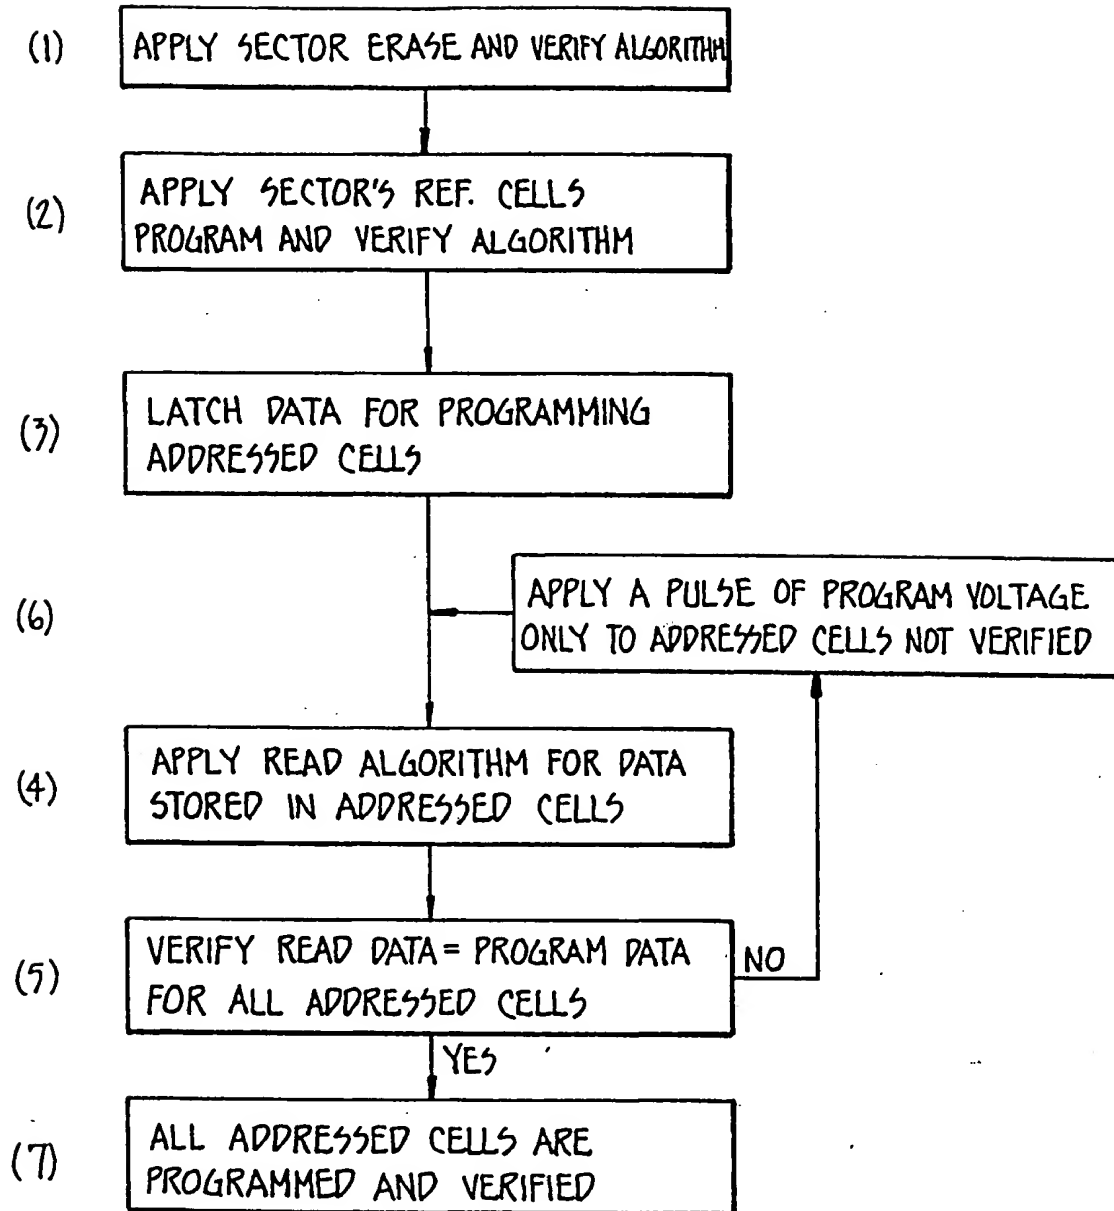 (1)
APPLY SECTOR ERASE AND VERIFY ALGORITHM
(2)
APPLY SECTOR'S REF. CELLS
PROGRAM AND VERIFY ALGORITHM
(3)
LATCH DATA FOR PROGRAMMING
ADDRESSED CELLS
(6)
APPLY A PULSE OF PROGRAM VOLTAGE
ONLY TO ADDRESSED CELLS NOT VERIFIED
(4)
APPLY READ ALGORITHM FOR DATA
STORED IN ADDRESSED CELLS
(5)
VERIFY READ DATA = PROGRAM DATA
FOR ALL ADDRESSED CELLS
NO
YES
(7)
ALL ADDRESSED CELLS ARE
PROGRAMMED AND VERIFIED